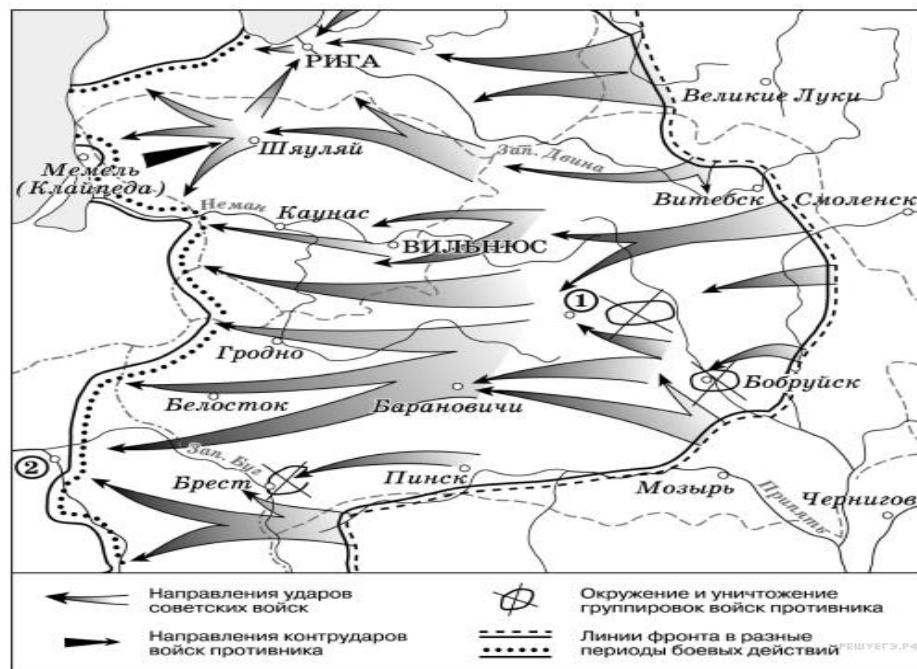 РИГА
Великие Луки
Шяуляй
Зап. Двина
Мемель
(Клайпеда)
Витебск
Смоленск
Неман
Каунас
ВИЛЬНЮС
1
Гродно
Бобруйск
Белосток
Барановичи
2
Зап. Буг
Брест
Пинск
Мозырь
Припять
Чернигов
Направления ударов
советских войск
Окружение и уничтожение
группировок войск противника
Направления контрударов
войск противника
Линии фронта в разные
периоды боевых действий
РЕШУЕГЭ.РФ